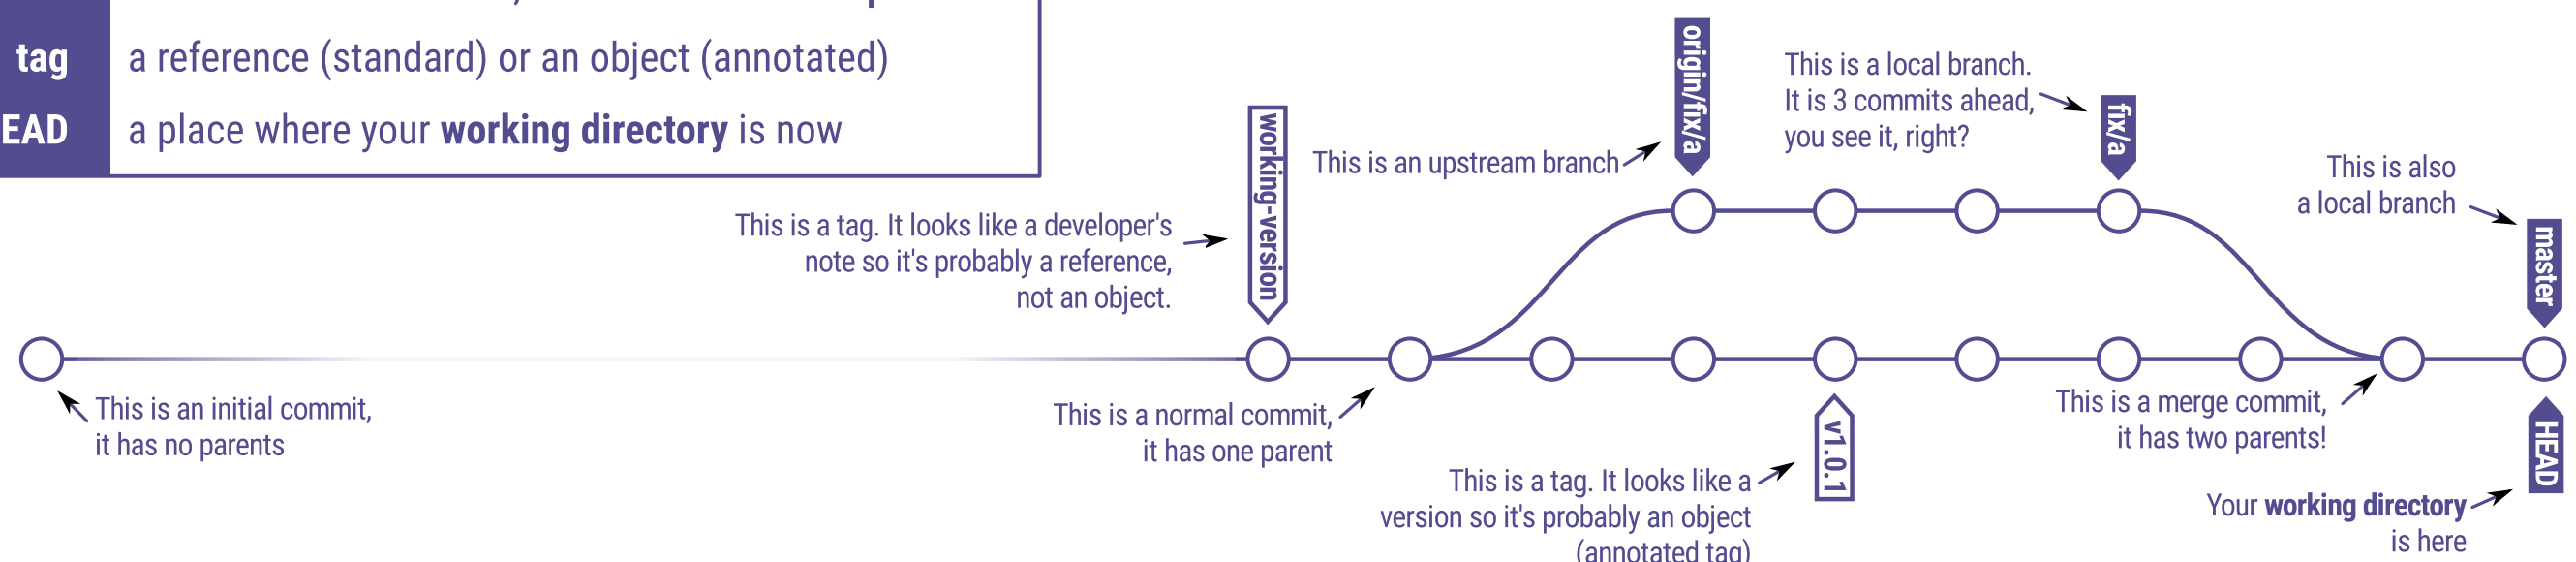 tag a reference (standard) or an object (annotated)
EAD a place where your working directory is now
origin/fix/a
This is a local branch.
It is 3 commits ahead,
you see it, right?
fix/a
working-version
This is an upstream branch
This is also
a local branch
master
This is a tag. It looks like a developer's
note so it's probably a reference,
not an object.
This is an initial commit,
it has no parents
This is a normal commit,
it has one parent
v1.0.1
This is a tag. It looks like a
version so it's probably an object
(annotated tag)
This is a merge commit,
it has two parents!
HEAD
Your working directory
is here